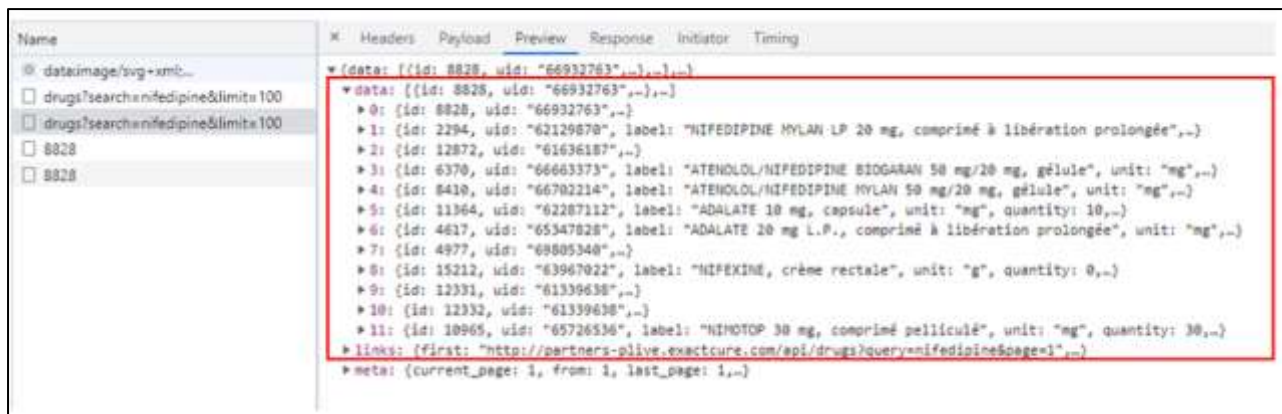 Name
× Headers Payload Preview Response Initiator Timing
data:image/svg+xml;...
drugs?search=nifedipine&limit=100
drugs?search=nifedipine&limit=100
8828
8828
▼{data: [{id: 8828, uid: "66932763",…},…],…}
▼data: [{id: 8828, uid: "66932763",…},…]
▶0: {id: 8828, uid: "66932763",…}
▶1: {id: 2294, uid: "62129870", label: "NIFEDIPINE MYLAN LP 20 mg, comprimé à libération prolongée",…}
▶2: {id: 12872, uid: "61636187",…}
▶3: {id: 6370, uid: "66663373", label: "ATENOLOL/NIFEDIPINE BIOGARAN 50 mg/20 mg, gélule", unit: "mg",…}
▶4: {id: 8410, uid: "66702214", label: "ATENOLOL/NIFEDIPINE MYLAN 50 mg/20 mg, gélule", unit: "mg",…}
▶5: {id: 11364, uid: "62287112", label: "ADALATE 10 mg, capsule", unit: "mg", quantity: 10,…}
▶6: {id: 4617, uid: "65347828", label: "ADALATE 20 mg L.P., comprimé à libération prolongée", unit: "mg",…}
▶7: {id: 4977, uid: "69805340",…}
▶8: {id: 15212, uid: "63967022", label: "NIFEXINE, crème rectale", unit: "g", quantity: 0,…}
▶9: {id: 12331, uid: "61339638",…}
▶10: {id: 12332, uid: "61339638",…}
▶11: {id: 10965, uid: "65726536", label: "NIMOTOP 30 mg, comprimé pelliculé", unit: "mg", quantity: 30,…}
▶links: {first: "http://partners-plive.exactcure.com/api/drugs?query=nifedipine&page=1",…}
▶meta: {current_page: 1, from: 1, last_page: 1,…}